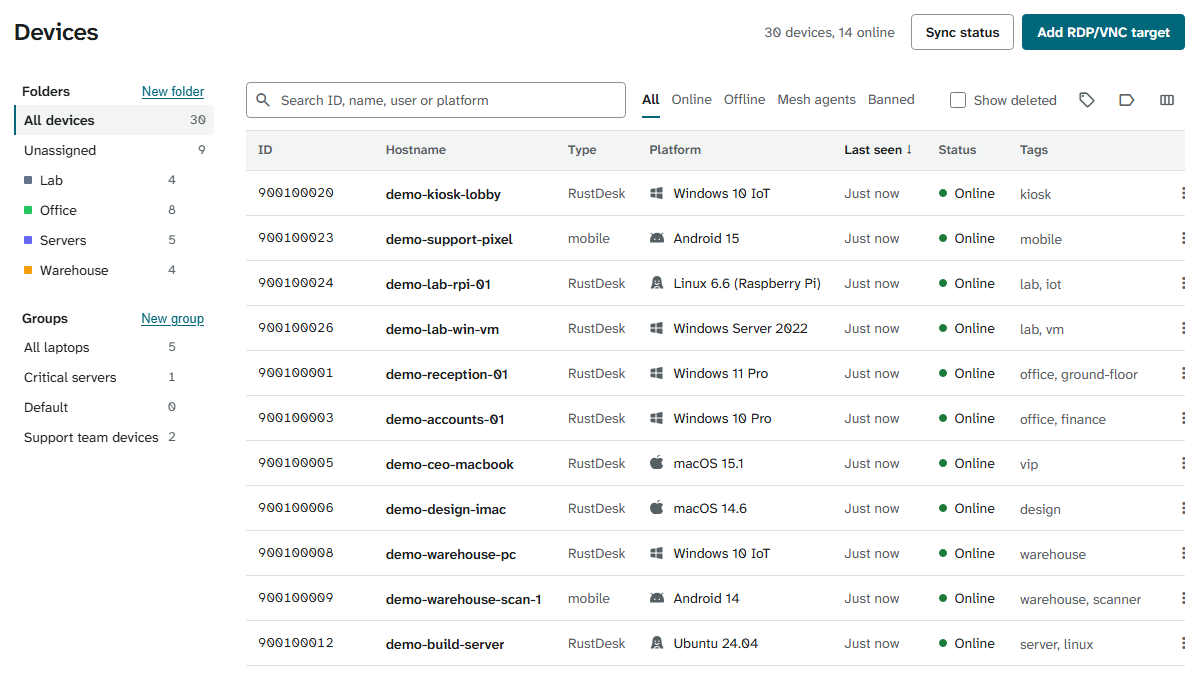 Devices
30 devices, 14 online
Sync status
Add RDP/VNC target
Folders
New folder
All devices 30
Unassigned 9
Lab 4
Office 8
Servers 5
Warehouse 4
Groups
New group
All laptops 5
Critical servers 1
Default 0
Support team devices 2
Search ID, name, user or platform
All Online Offline Mesh agents Banned
Show deleted
ID Hostname Type Platform Last seen ↓ Status Tags
900100020 demo-kiosk-lobby RustDesk Windows 10 IoT Just now Online kiosk
900100023 demo-support-pixel mobile Android 15 Just now Online mobile
900100024 demo-lab-rpi-01 RustDesk Linux 6.6 (Raspberry Pi) Just now Online lab, iot
900100026 demo-lab-win-vm RustDesk Windows Server 2022 Just now Online lab, vm
900100001 demo-reception-01 RustDesk Windows 11 Pro Just now Online office, ground-floor
900100003 demo-accounts-01 RustDesk Windows 10 Pro Just now Online office, finance
900100005 demo-ceo-macbook RustDesk macOS 15.1 Just now Online vip
900100006 demo-design-imac RustDesk macOS 14.6 Just now Online design
900100008 demo-warehouse-pc RustDesk Windows 10 IoT Just now Online warehouse
900100009 demo-warehouse-scan-1 mobile Android 14 Just now Online warehouse, scanner
900100012 demo-build-server RustDesk Ubuntu 24.04 Just now Online server, linux